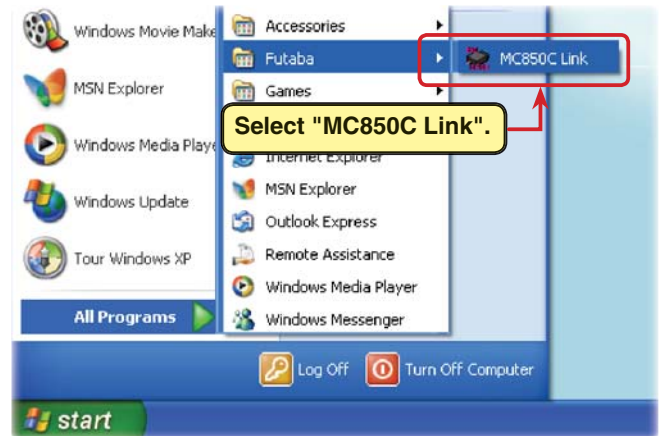 Windows Movie Make
MSN Explorer
Windows Media Playe
Windows Update
Tour Windows XP
All Programs
Accessories
Futaba
Games
Select "MC850C Link".
Internet Explorer
MSN Explorer
Outlook Express
Remote Assistance
Windows Media Player
Windows Messenger
MC850C Link
Log Off
Turn Off Computer
start